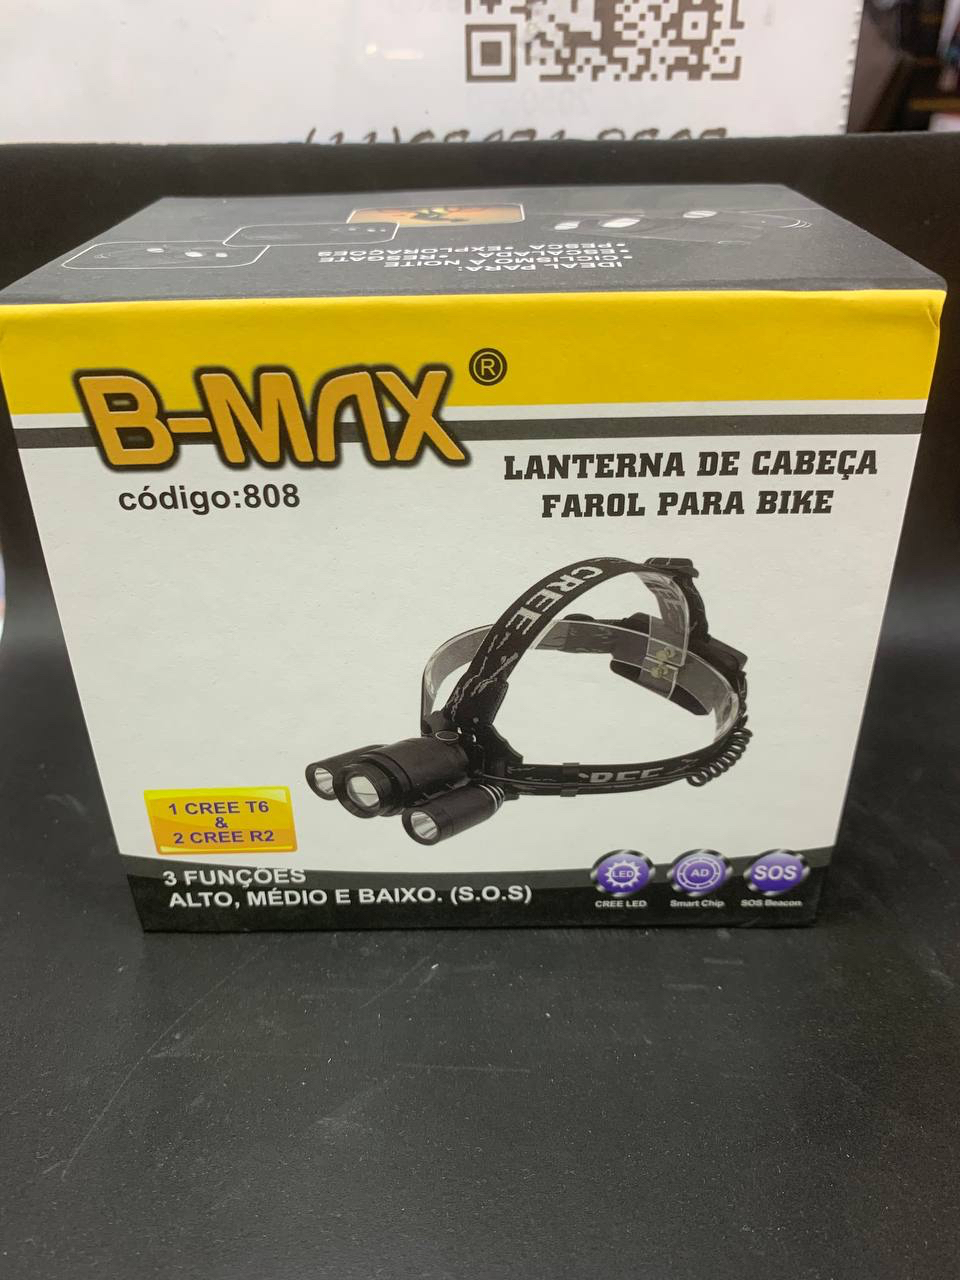 IDEAL PARA:
• CICLISMO À NOITE
• ESCALADA • RESGATE
• PESCA • EXPLORAÇÕES
B-MAX ®
código:808
LANTERNA DE CABEÇA
FAROL PARA BIKE
CREE
1 CREE T6
&
2 CREE R2
3 FUNÇÕES
ALTO, MÉDIO E BAIXO. (S.O.S)
LED
AD
SOS
CREE LED
Smart Chip
SOS Beacon